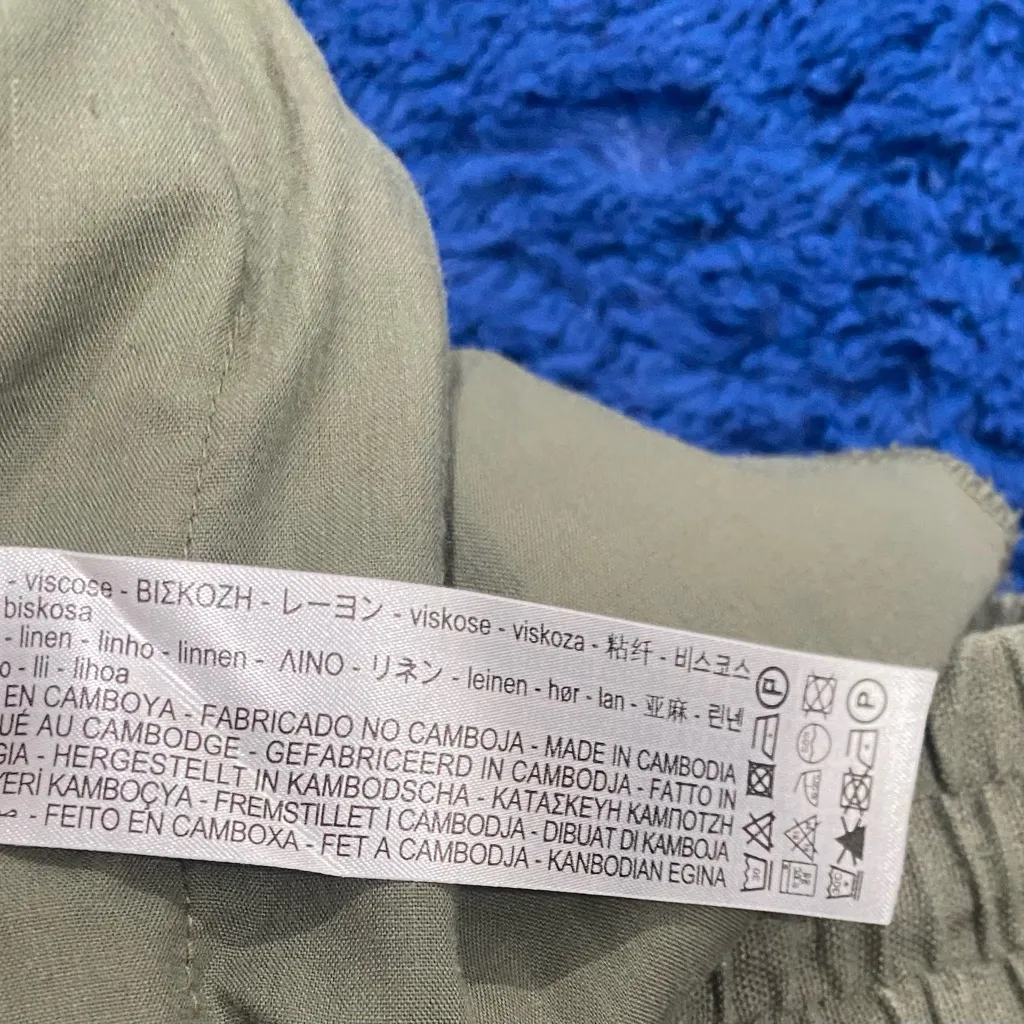 - viscose - ΒΙΣΚΟΖΗ - レーヨン - viskose - viskoza - 粘纤 - 비스코스
biskosa
- linen - linho - linnen - ΛΙΝΟ - リネン - leinen - hør - lan - 亚麻 - 린넨
o - lli - lihoa
EN CAMBOYA - FABRICADO NO CAMBOJA - MADE IN CAMBODIA
UÉ AU CAMBODGE - GEFABRICEERD IN CAMBODJA - FATTO IN
GIA - HERGESTELLT IN KAMBODSCHA - ΚΑΤΑΣΚΕΥΗ ΚΑΜΠΟΤΖΗ
YERİ KAMBOÇYA - FREMSTILLET I CAMBODJA - DIBUAT DI KAMBOJA
- FEITO EN CAMBOXA - FET A CAMBODJA - KANBODIAN EGINA
P
P